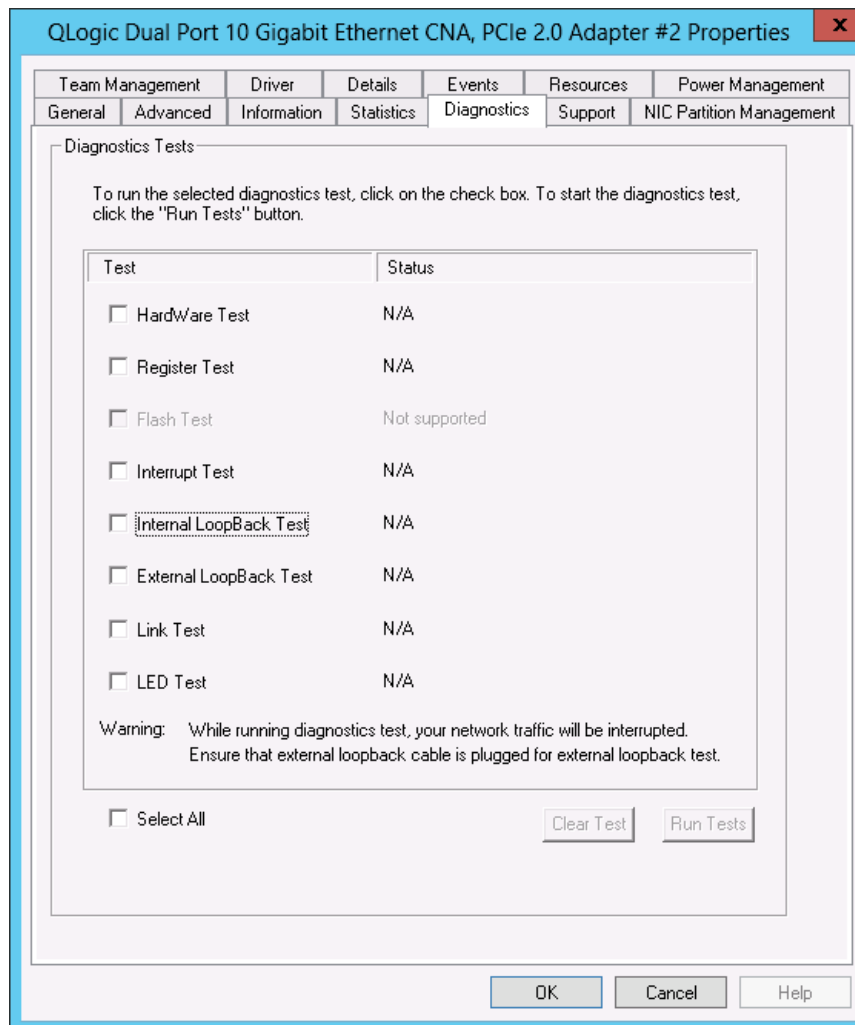 QLogic Dual Port 10 Gigabit Ethernet CNA, PCIe 2.0 Adapter #2 Properties
x
Team Management Driver Details Events Resources Power Management
General Advanced Information Statistics Diagnostics Support NIC Partition Management
Diagnostics Tests
To run the selected diagnostics test, click on the check box. To start the diagnostics test,
click the "Run Tests" button.
Test Status
HardWare Test N/A
Register Test N/A
Flash Test Not supported
Interrupt Test N/A
Internal LoopBack Test N/A
External LoopBack Test N/A
Link Test N/A
LED Test N/A
Warning: While running diagnostics test, your network traffic will be interrupted.
Ensure that external loopback cable is plugged for external loopback test.
Select All Clear Test Run Tests
OK Cancel Help